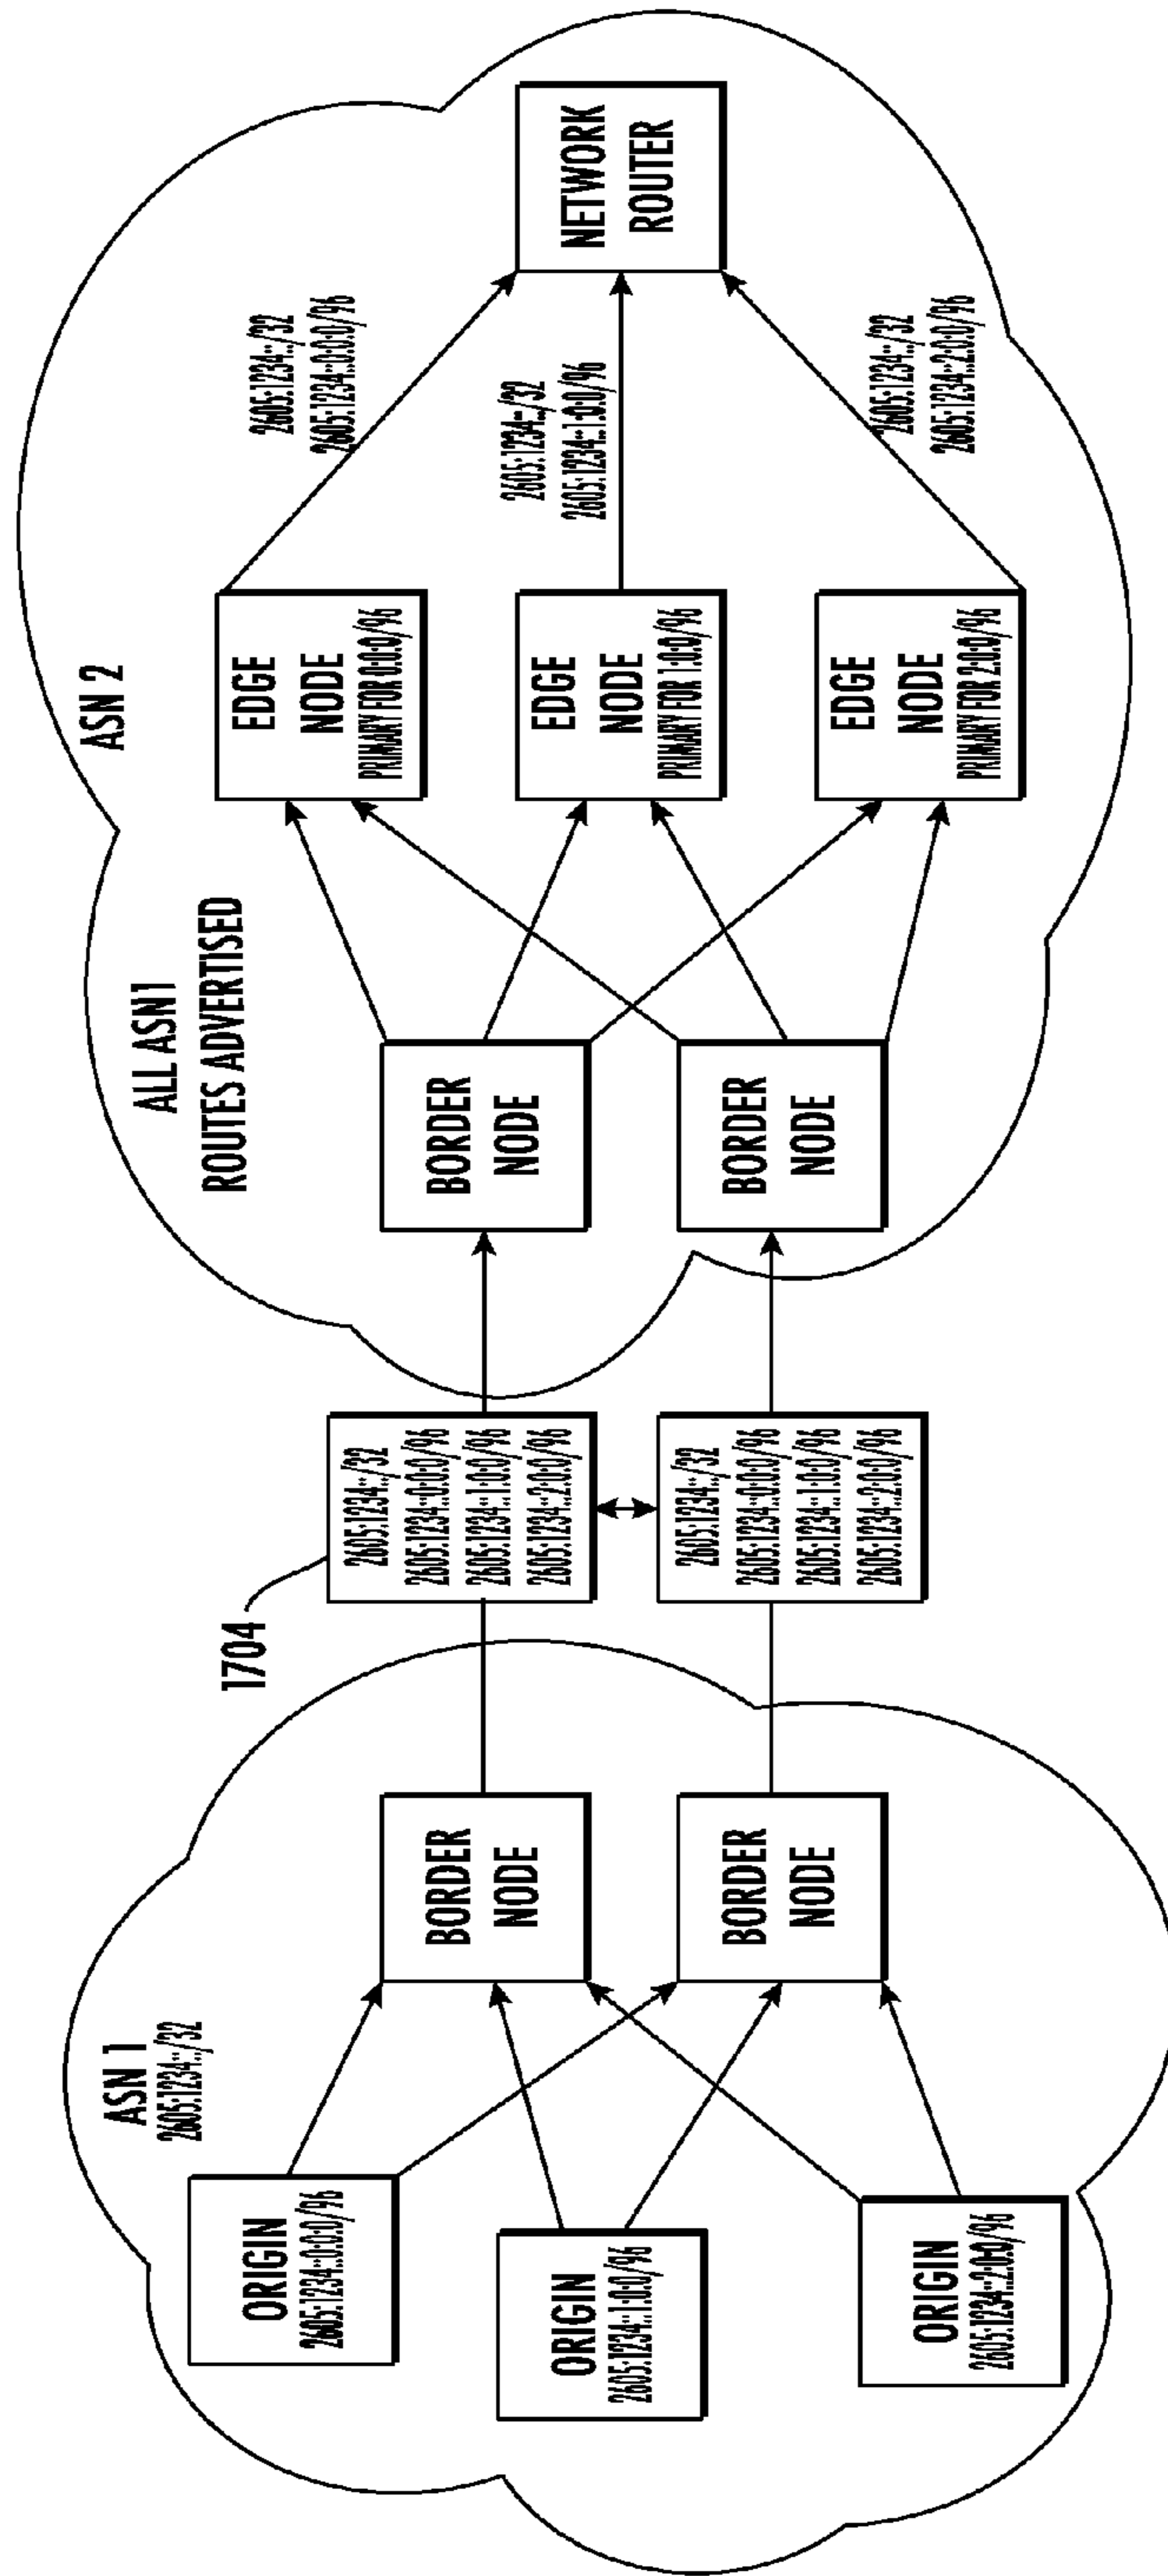 ASN 1
2605:1234::/32
ORIGIN
2605:1234::0:0:0/96
ORIGIN
2605:1234::1:0:0/96
ORIGIN
2605:1234::2:0:0/96
BORDER
NODE
BORDER
NODE
1704
2605:1234::/32
2605:1234::0:0:0/96
2605:1234::1:0:0/96
2605:1234::2:0:0/96
2605:1234::/32
2605:1234::0:0:0/96
2605:1234::1:0:0/96
2605:1234::2:0:0/96
ALL ASN1
ROUTES ADVERTISED
BORDER
NODE
BORDER
NODE
ASN 2
EDGE
NODE
PRIMARY FOR 0:0:0/96
EDGE
NODE
PRIMARY FOR 1:0:0/96
EDGE
NODE
PRIMARY FOR 2:0:0/96
2605:1234::/32
2605:1234::0:0:0/96
2605:1234::/32
2605:1234::1:0:0/96
2605:1234::/32
2605:1234::2:0:0/96
NETWORK
ROUTER